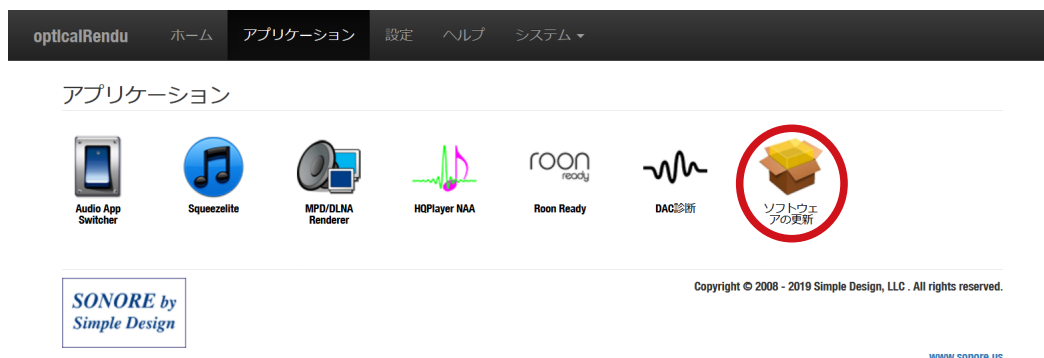 optIcalRendu ホーム アプリケーション 設定 ヘルプ システム
アプリケーション
roon
ready
Audio App
Switcher
Squeezelite
MPD/DLNA
Renderer
HQPlayer NAA
Roon Ready
DAC診断
ソフトウェ
アの更新
SONORE by
Simple Design
Copyright © 2008 - 2019 Simple Design, LLC . All rights reserved.
www.sonore.us